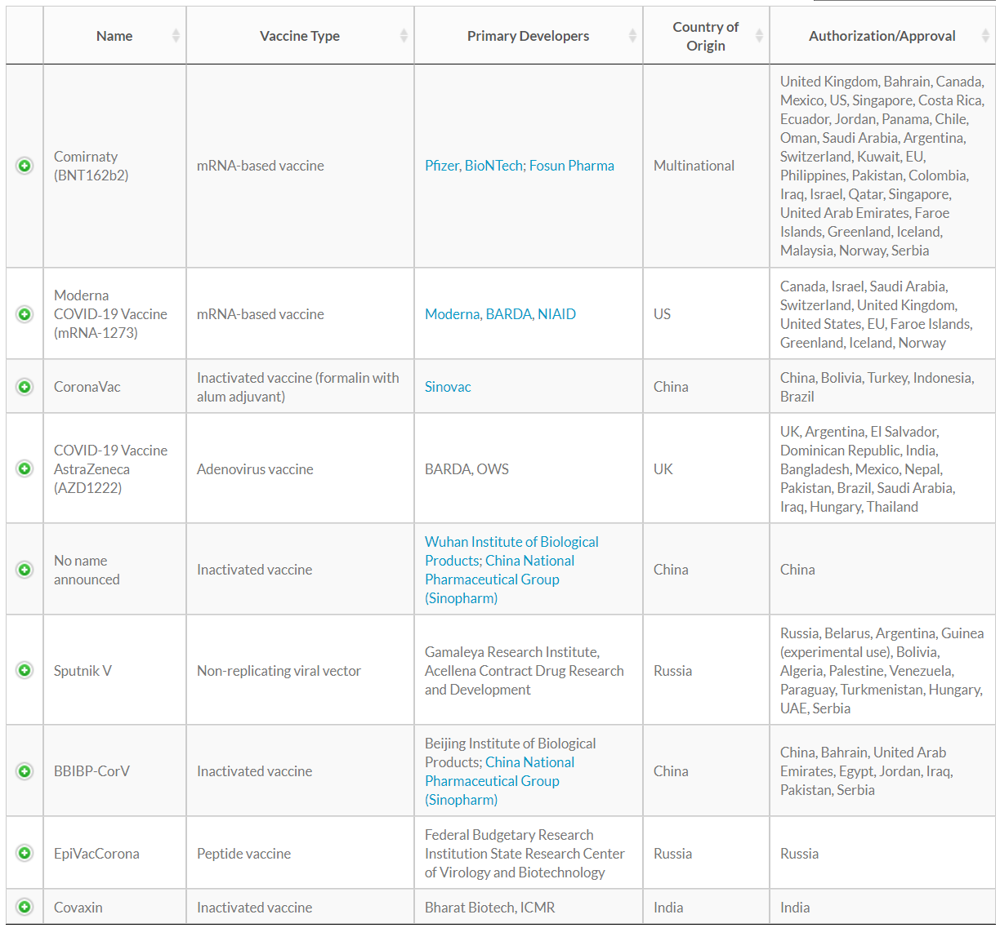 Name
Vaccine Type
Primary Developers
Country of
Origin
Authorization/Approval
Comirnaty
(BNT162b2)
mRNA-based vaccine
Pfizer, BioNTech; Fosun Pharma
Multinational
United Kingdom, Bahrain, Canada,
Mexico, US, Singapore, Costa Rica,
Ecuador, Jordan, Panama, Chile,
Oman, Saudi Arabia, Argentina,
Switzerland, Kuwait, EU,
Philippines, Pakistan, Colombia,
Iraq, Israel, Qatar, Singapore,
United Arab Emirates, Faroe
Islands, Greenland, Iceland,
Malaysia, Norway, Serbia
Moderna
COVID-19 Vaccine
(mRNA-1273)
mRNA-based vaccine
Moderna, BARDA, NIAID
US
Canada, Israel, Saudi Arabia,
Switzerland, United Kingdom,
United States, EU, Faroe Islands,
Greenland, Iceland, Norway
CoronaVac
Inactivated vaccine (formalin with
alum adjuvant)
Sinovac
China
China, Bolivia, Turkey, Indonesia,
Brazil
COVID-19 Vaccine
AstraZeneca
(AZD1222)
Adenovirus vaccine
BARDA, OWS
UK
UK, Argentina, El Salvador,
Dominican Republic, India,
Bangladesh, Mexico, Nepal,
Pakistan, Brazil, Saudi Arabia,
Iraq, Hungary, Thailand
No name
announced
Inactivated vaccine
Wuhan Institute of Biological
Products; China National
Pharmaceutical Group
(Sinopharm)
China
China
Sputnik V
Non-replicating viral vector
Gamaleya Research Institute,
Acellena Contract Drug Research
and Development
Russia
Russia, Belarus, Argentina, Guinea
(experimental use), Bolivia,
Algeria, Palestine, Venezuela,
Paraguay, Turkmenistan, Hungary,
UAE, Serbia
BBIBP-CorV
Inactivated vaccine
Beijing Institute of Biological
Products; China National
Pharmaceutical Group
(Sinopharm)
China
China, Bahrain, United Arab
Emirates, Egypt, Jordan, Iraq,
Pakistan, Serbia
EpiVacCorona
Peptide vaccine
Federal Budgetary Research
Institution State Research Center
of Virology and Biotechnology
Russia
Russia
Covaxin
Inactivated vaccine
Bharat Biotech, ICMR
India
India